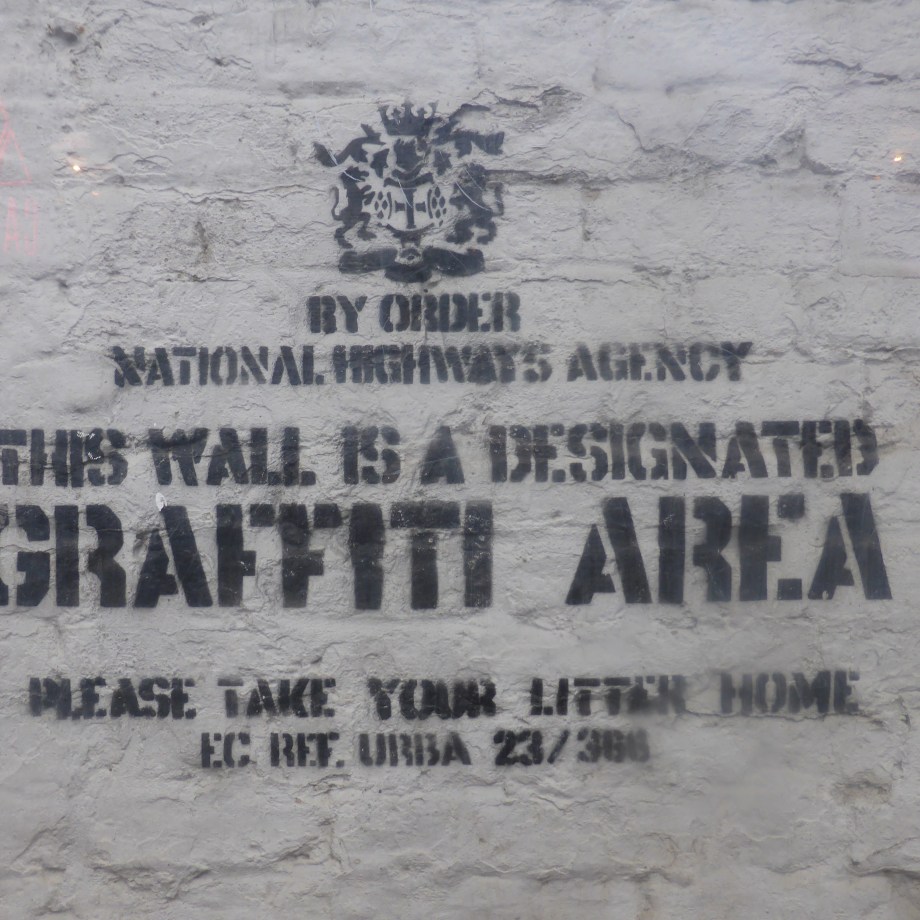 BY ORDER
NATIONAL HIGHWAYS AGENCY
THIS WALL IS A DESIGNATED
GRAFFITI AREA
PLEASE TAKE YOUR LITTER HOME
EC REF. URBA 23/366